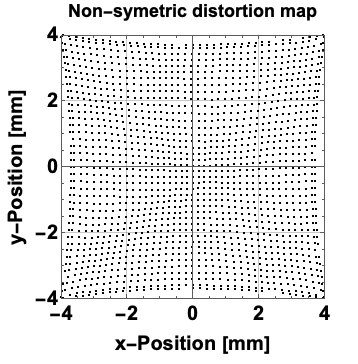 Non-symetric distortion map
4
2
0
-2
-4
-4 -2 0 2 4
y-Position [mm]
x-Position [mm]